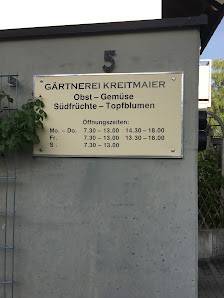 5
GÄRTNEREI KREITMAIER
Obst – Gemüse
Südfrüchte – Topfblumen
Öffnungszeiten:
Mo. – Do. 7.30 – 13.00 14.30 – 18.00
Fr. 7.30 – 13.00 13.30 – 18.00
S 7.30 – 13.00